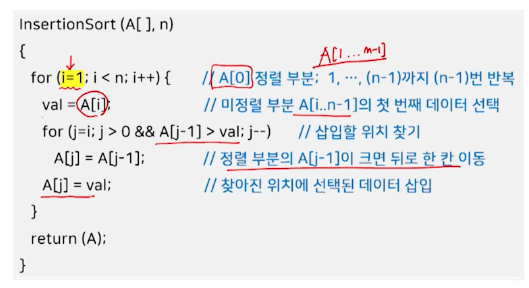 InsertionSort (A[ ], n)
{
A[1 ... n-1]
for (i=1; i < n; i++) { // A[0] 정렬 부분; 1, ⋯, (n-1)까지 (n-1)번 반복
val = A[i]; // 미정렬 부분 A[i..n-1]의 첫 번째 데이터 선택
for (j=i; j > 0 && A[j-1] > val; j--) // 삽입할 위치 찾기
A[j] = A[j-1]; // 정렬 부분의 A[j-1]이 크면 뒤로 한 칸 이동
A[j] = val; // 찾아진 위치에 선택된 데이터 삽입
}
return (A);
}